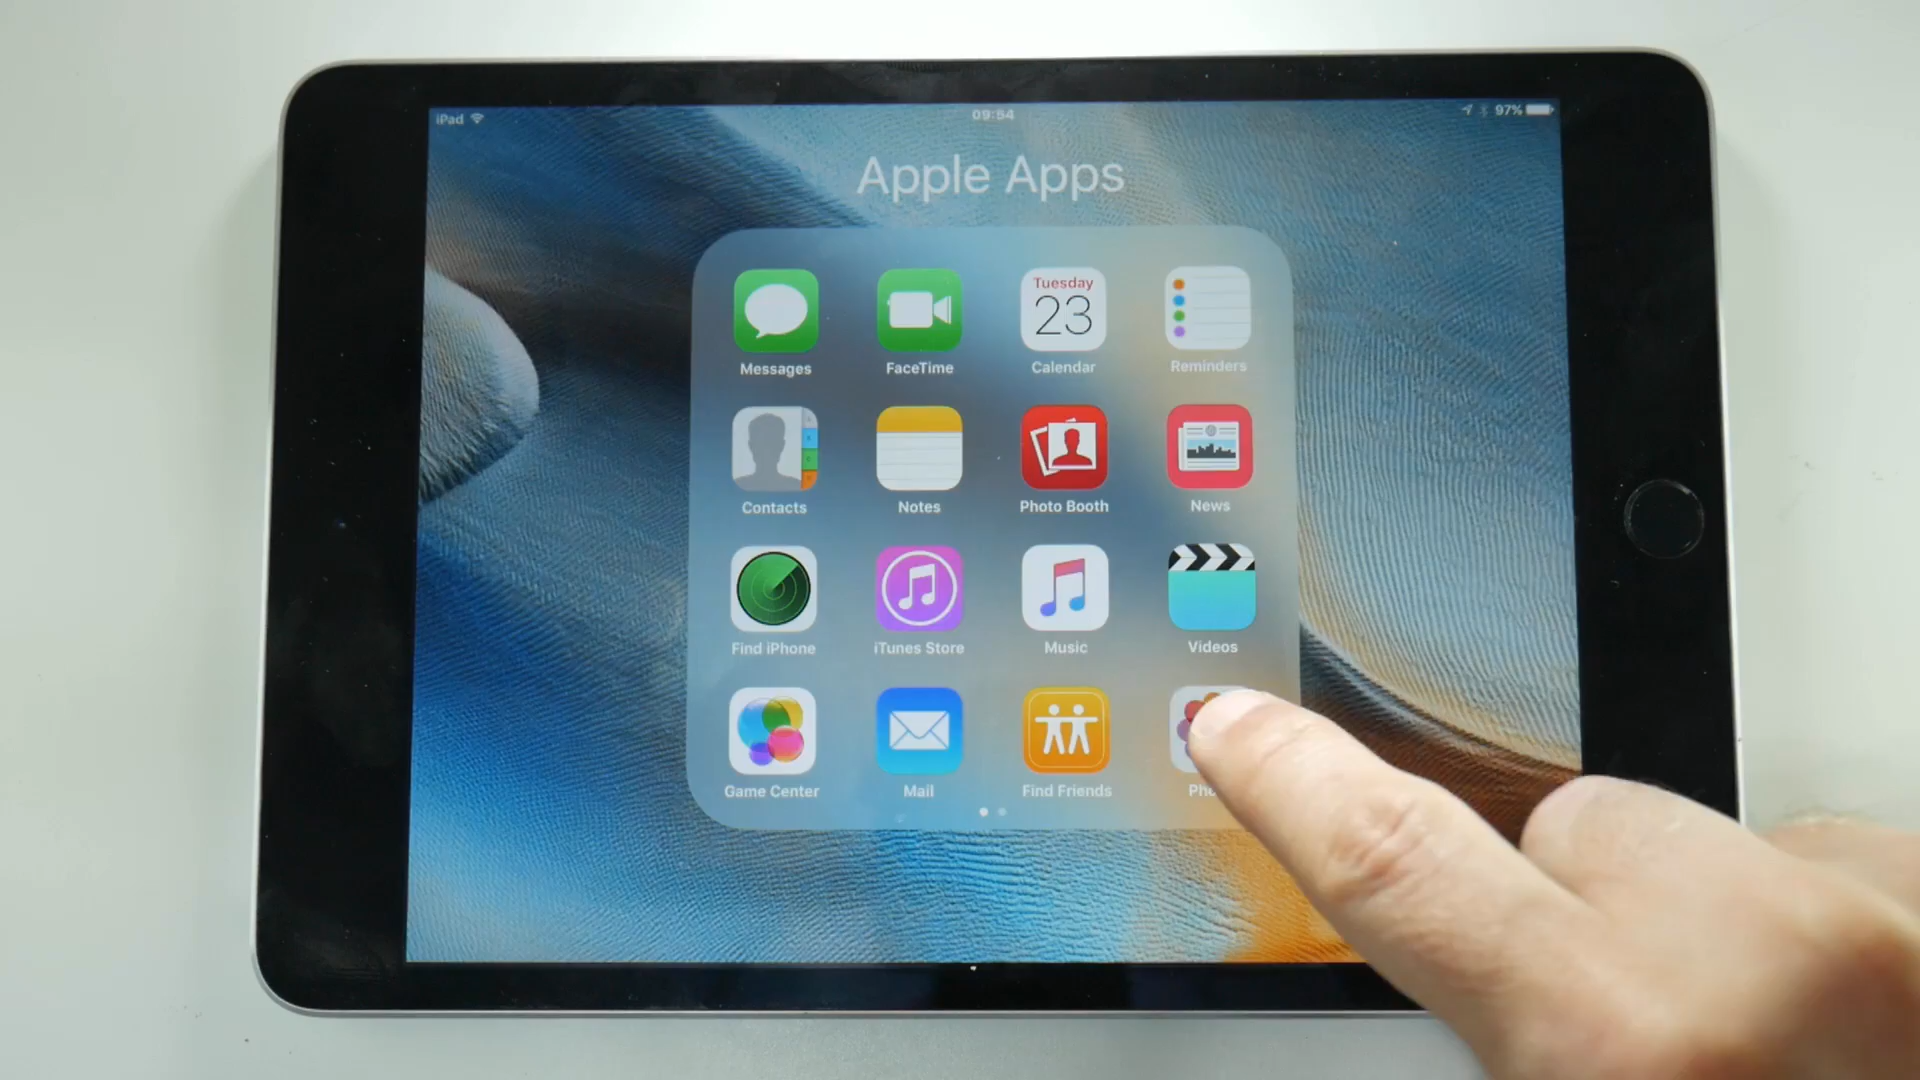 iPad 09:54 97%
Apple Apps
Tuesday
23
Messages FaceTime Calendar Reminders
Contacts Notes Photo Booth News
Find iPhone iTunes Store Music Videos
Game Center Mail Find Friends Pho